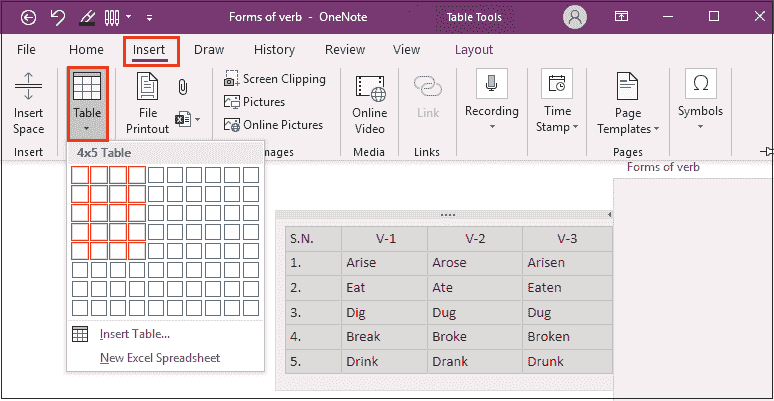 Forms of verb - OneNote
Table Tools
File Home Insert Draw History Review View Layout
Insert Space
Table
File Printout
Screen Clipping
Pictures
Online Pictures
Online Video
Link
Recording
Time Stamp
Page Templates
Symbols
Insert
mages
Media
Links
Pages
4x5 Table
Insert Table...
New Excel Spreadsheet
Forms of verb
S.N. V-1 V-2 V-3
1. Arise Arose Arisen
2. Eat Ate Eaten
3. Dig Dug Dug
4. Break Broke Broken
5. Drink Drank Drunk